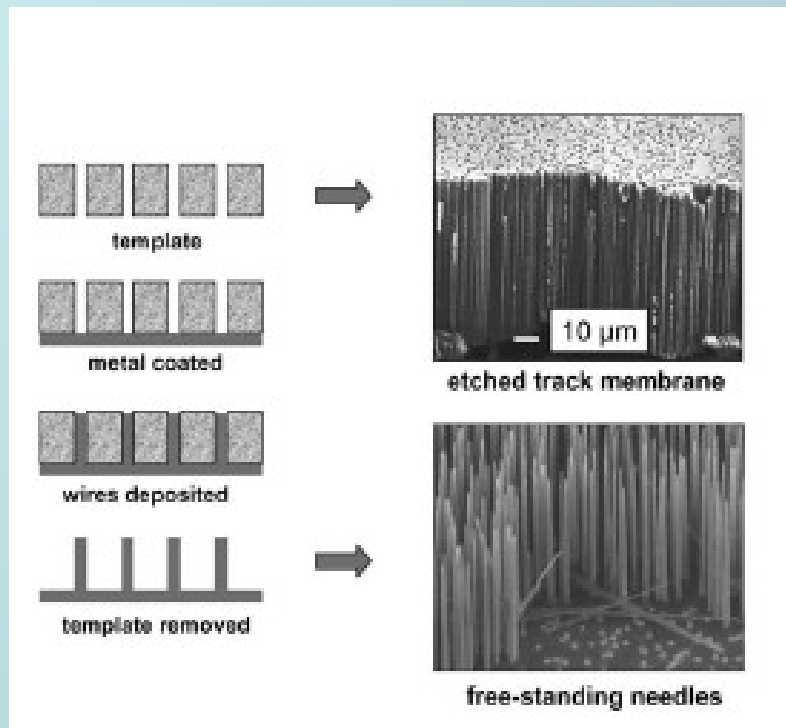 template
metal coated
wires deposited
template removed
10 µm
etched track membrane
free-standing needles